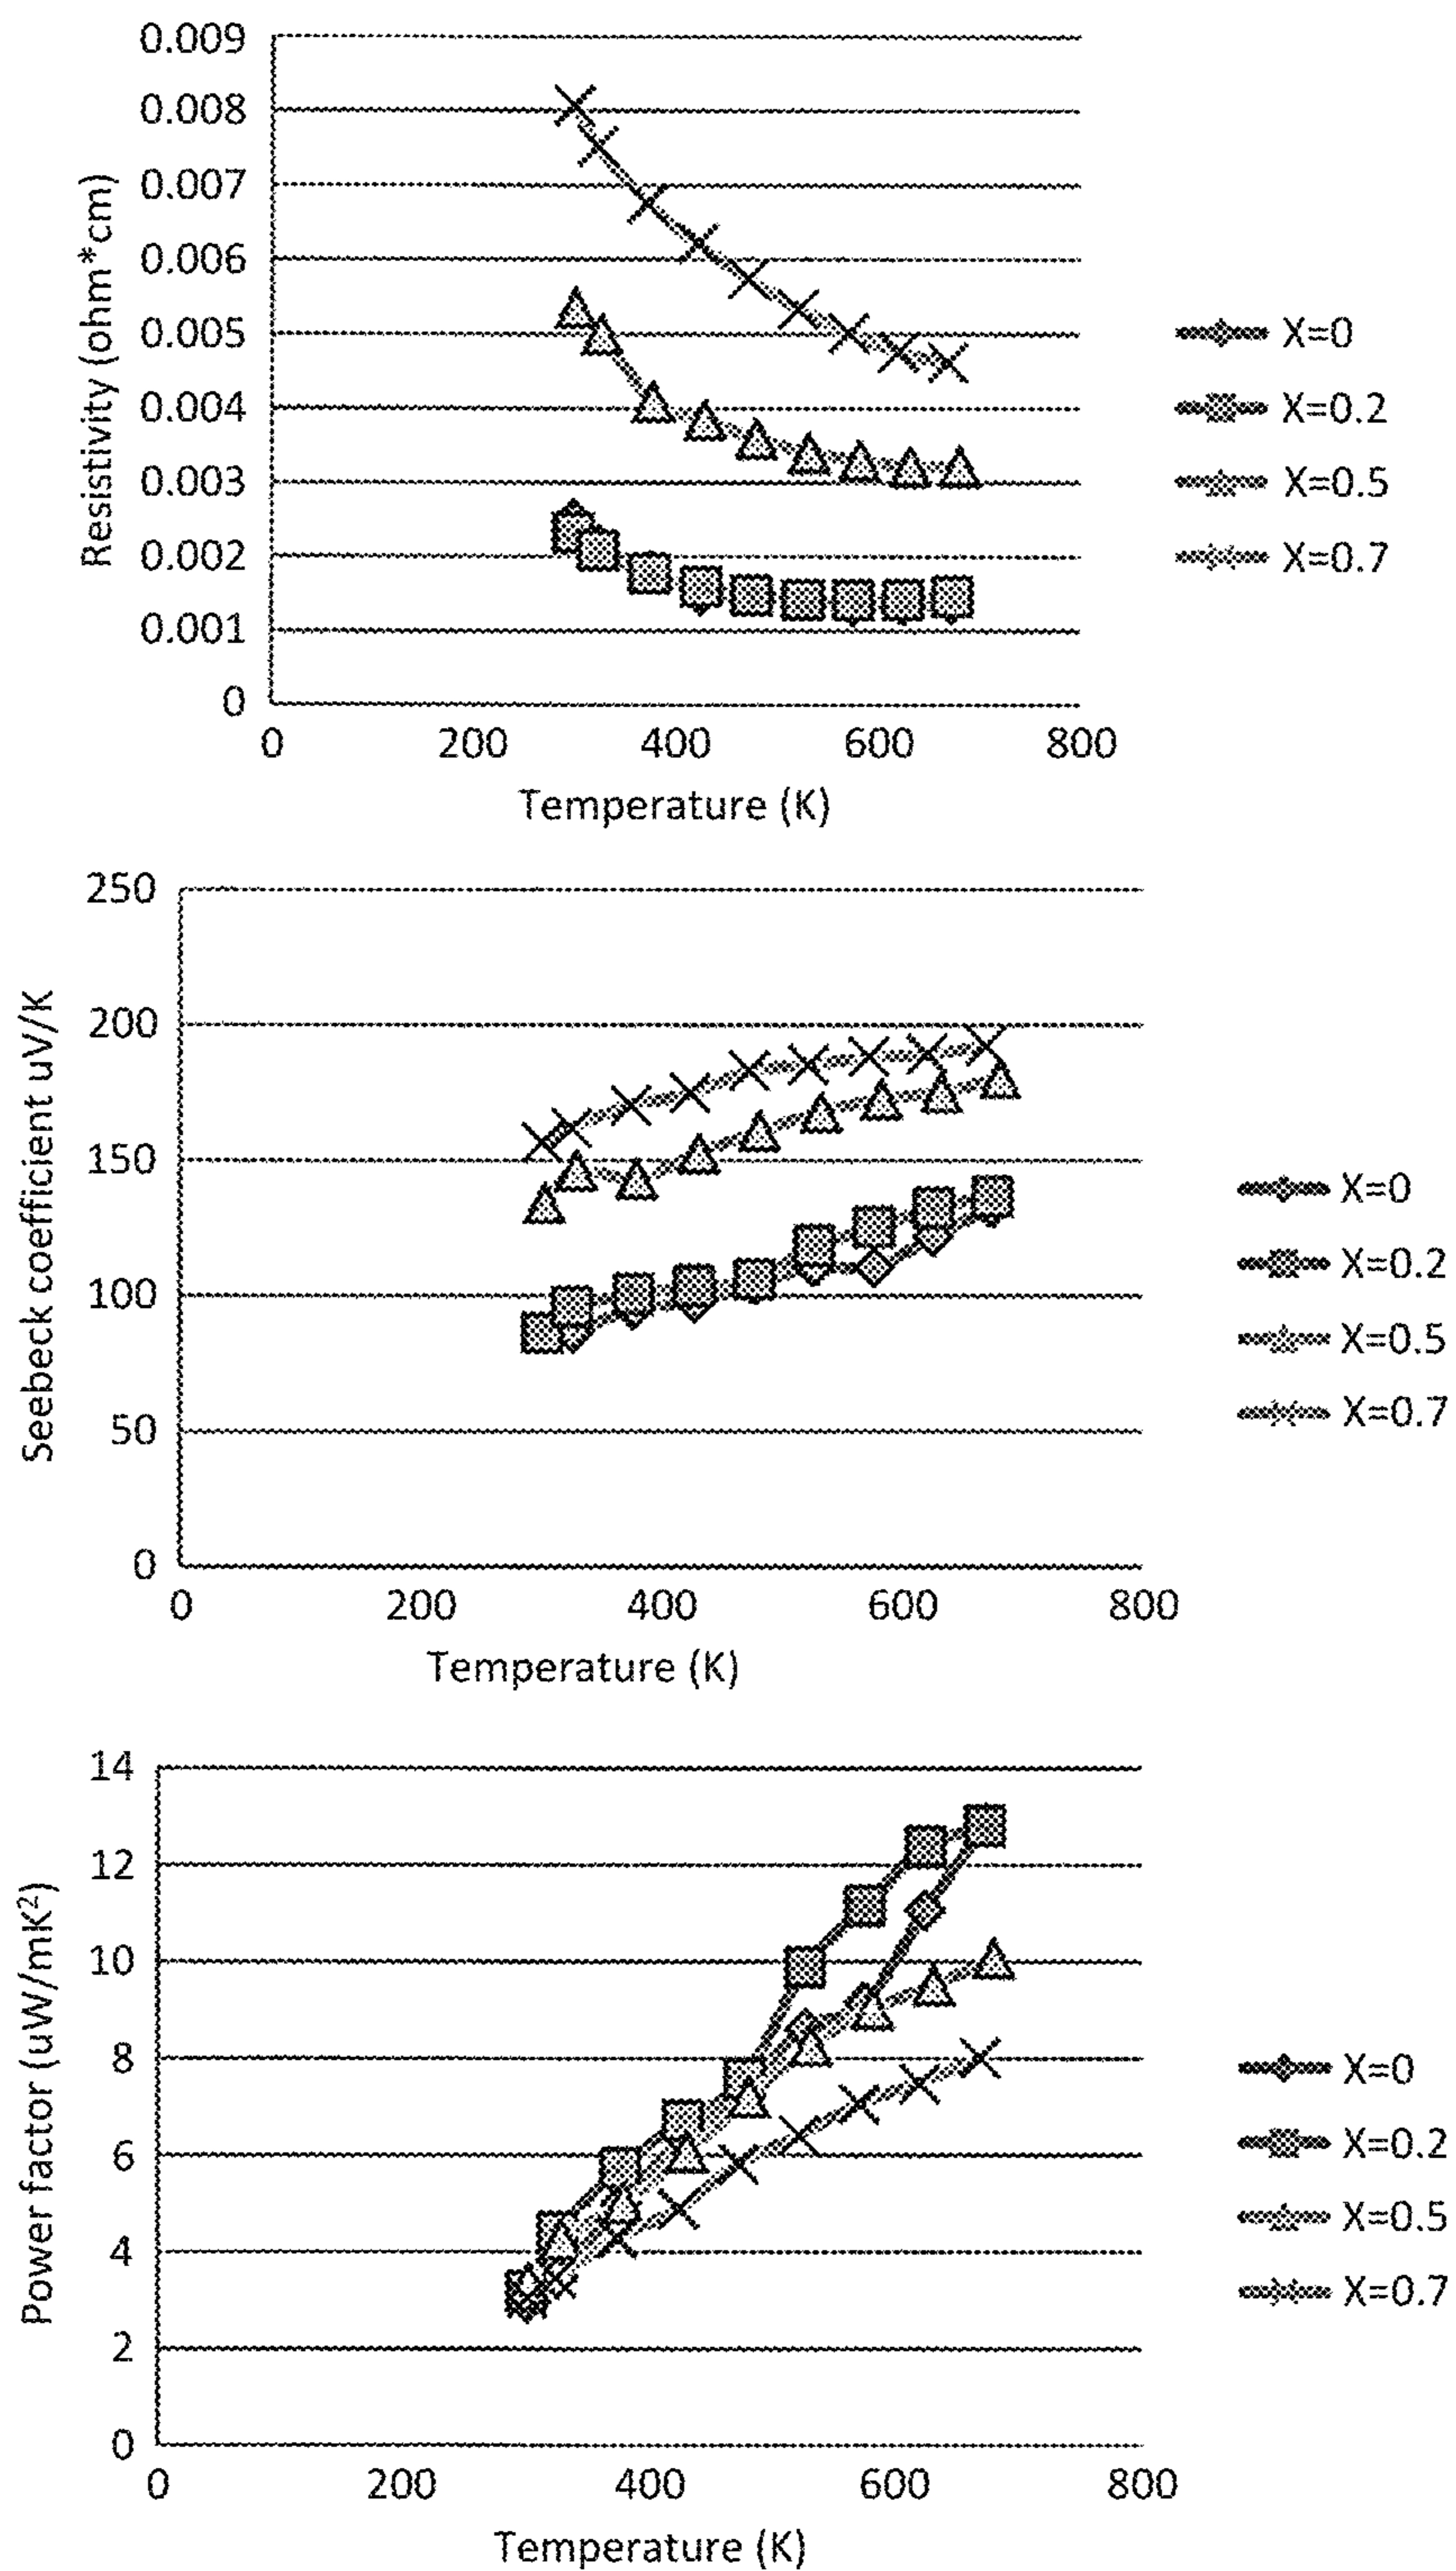 0.009
0.008
0.007
0.006
0.005
0.004
0.003
0.002
0.001
0
Resistivity (ohm*cm)
0 200 400 600 800
Temperature (K)
X=0
X=0.2
X=0.5
X=0.7
250
200
150
100
50
0
Seebeck coefficient uV/K
0 200 400 600 800
Temperature (K)
X=0
X=0.2
X=0.5
X=0.7
14
12
10
8
6
4
2
0
Power factor (uW/mK²)
0 200 400 600 800
Temperature (K)
X=0
X=0.2
X=0.5
X=0.7